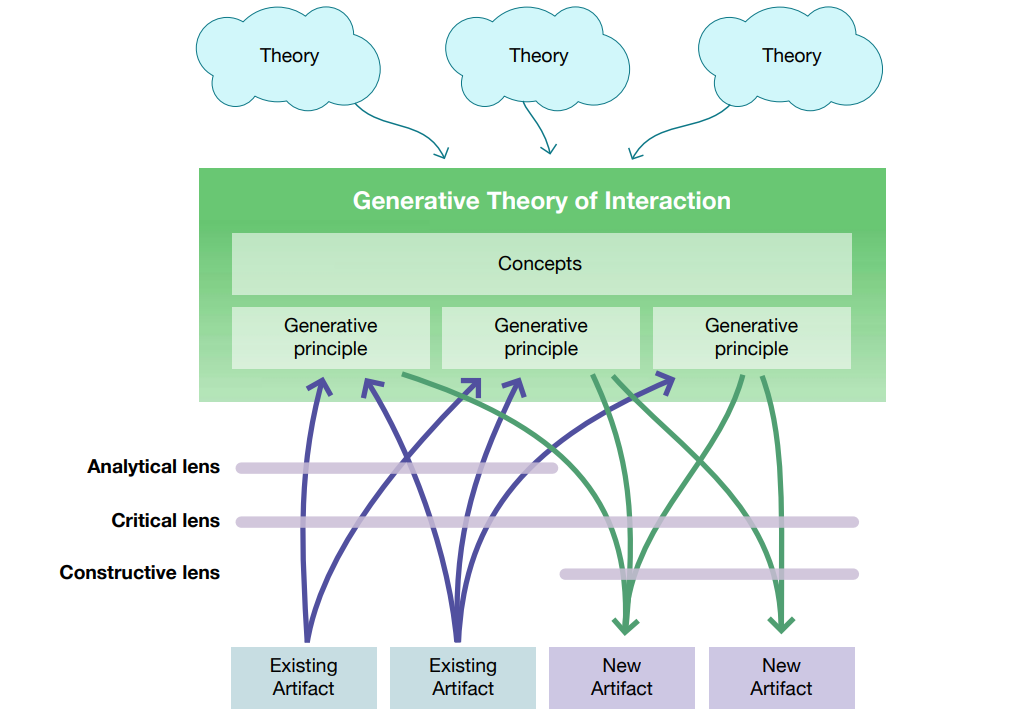 Theory
Theory
Theory
Generative Theory of Interaction
Concepts
Generative
principle
Generative
principle
Generative
principle
Analytical lens
Critical lens
Constructive lens
Existing
Artifact
Existing
Artifact
New
Artifact
New
Artifact